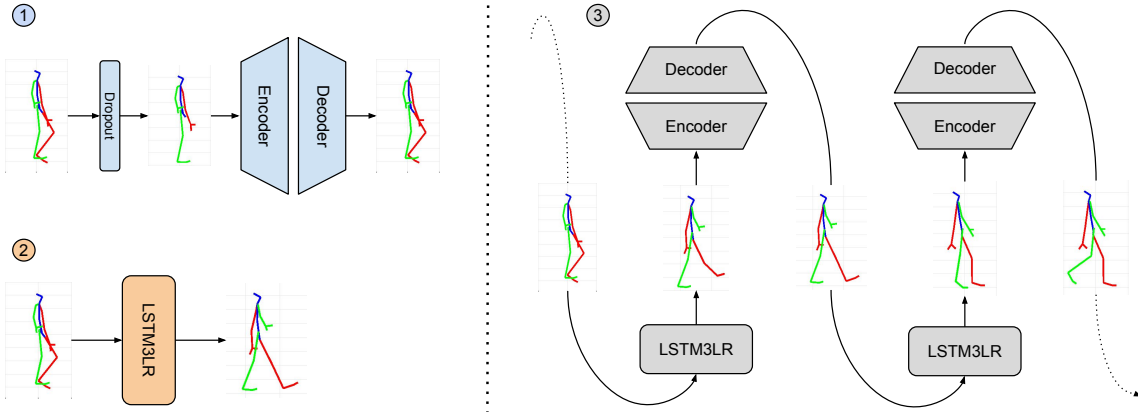 1
Dropout
Encoder
Decoder
2
LSTM3LR
3
Decoder
Encoder
LSTM3LR
Decoder
Encoder
LSTM3LR